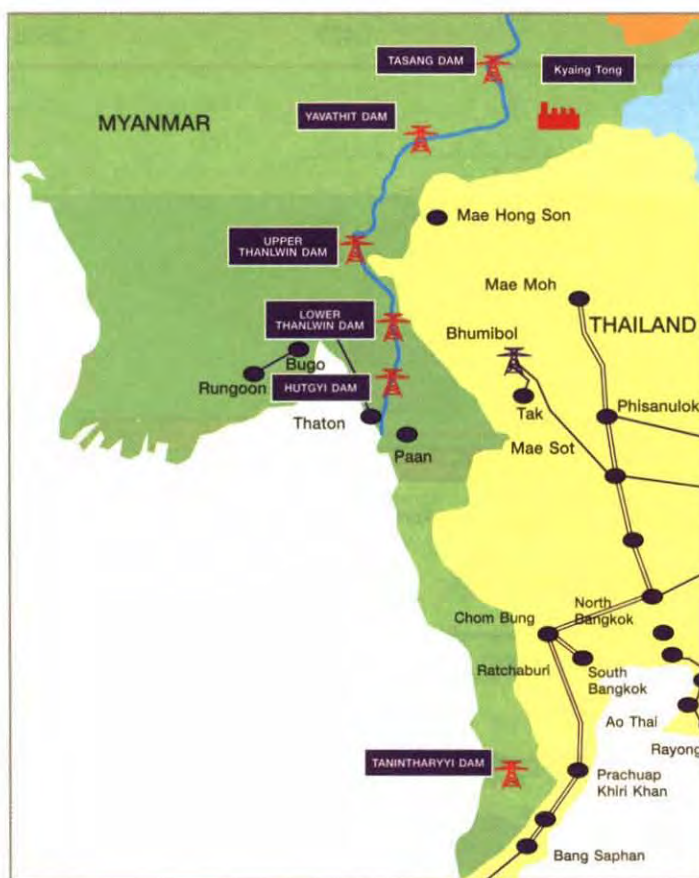 TASANG DAM
Kyaing Tong
MYANMAR
YAVATHIT DAM
Mae Hong Son
UPPER
THANLWIN DAM
Mae Moh
LOWER
THANLWIN DAM
THAILAND
Bhumibol
Bugo
Rungoon
HUTGYI DAM
Tak
Phisanulok
Thaton
Paan
Mae Sot
Chom Bung
North
Bangkok
Ratchaburi
South
Bangkok
Ao Thai
Rayong
TANINTHARYYI DAM
Prachuap
Khiri Khan
Bang Saphan